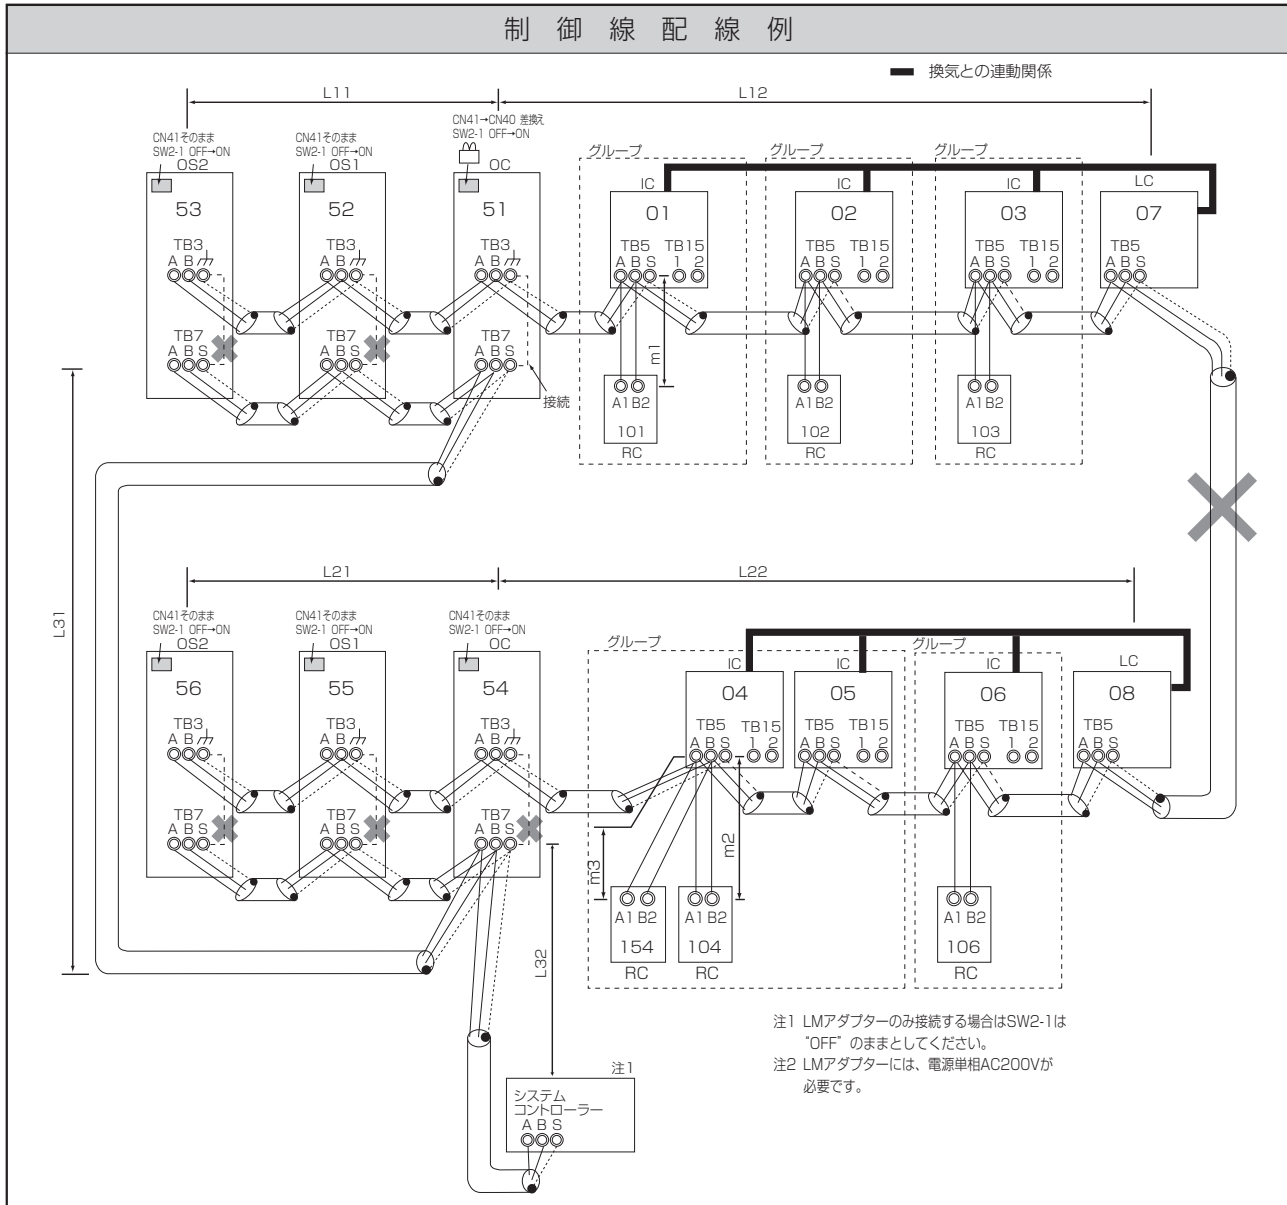 制御線配線例
換気との連動関係
L11
L12
CN41そのまま
SW2-1 OFF→ON
OS2
CN41そのまま
SW2-1 OFF→ON
OS1
CN41→CN40 差換え
SW2-1 OFF→ON
OC
グループ
グループ
グループ
IC
IC
IC
LC
53
52
51
01
02
03
07
TB3
A B
TB3
A B
TB3
A B
TB5
A B S
TB15
1 2
TB5
A B S
TB15
1 2
TB5
A B S
TB15
1 2
TB5
A B S
TB7
A B S
TB7
A B S
TB7
A B S
接続
m1
A1 B2
101
RC
A1 B2
102
RC
A1 B2
103
RC
L31
L21
L22
CN41そのまま
SW2-1 OFF→ON
OS2
CN41そのまま
SW2-1 OFF→ON
OS1
CN41そのまま
SW2-1 OFF→ON
OC
グループ
グループ
IC
IC
IC
LC
56
55
54
04
05
06
08
TB3
A B
TB3
A B
TB3
A B
TB5
A B S
TB15
1 2
TB5
A B S
TB15
1 2
TB5
A B S
TB15
1 2
TB5
A B S
TB7
A B S
TB7
A B S
TB7
A B S
m3
m2
A1 B2
154
RC
A1 B2
104
RC
A1 B2
106
RC
L32
注1 LMアダプターのみ接続する場合はSW2-1は
"OFF" のままとしてください。
注2 LMアダプターには、電源単相AC200Vが
必要です。
注1
システム
コントローラー
A B S